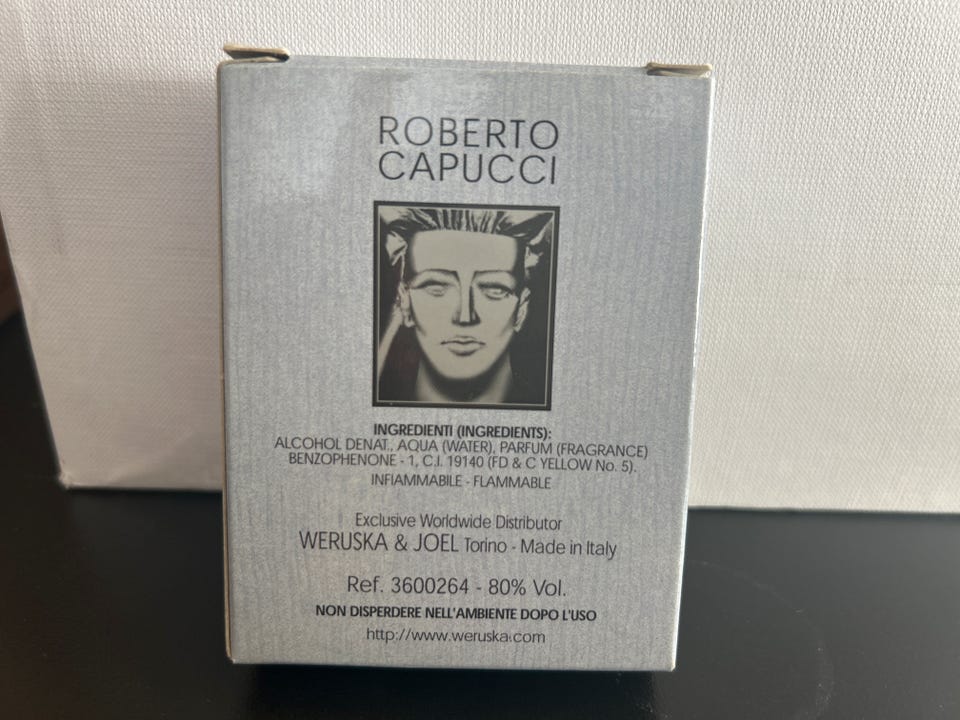 ROBERTO
CAPUCCI
INGREDIENTI (INGREDIENTS):
ALCOHOL DENAT., AQUA (WATER), PARFUM (FRAGRANCE)
BENZOPHENONE - 1, C.I. 19140 (FD & C YELLOW No. 5).
INFIAMMABILE - FLAMMABLE
Exclusive Worldwide Distributor
WERUSKA & JOEL Torino - Made in Italy
Ref. 3600264 - 80% Vol.
NON DISPERDERE NELL'AMBIENTE DOPO L'USO
http://www.weruska.com